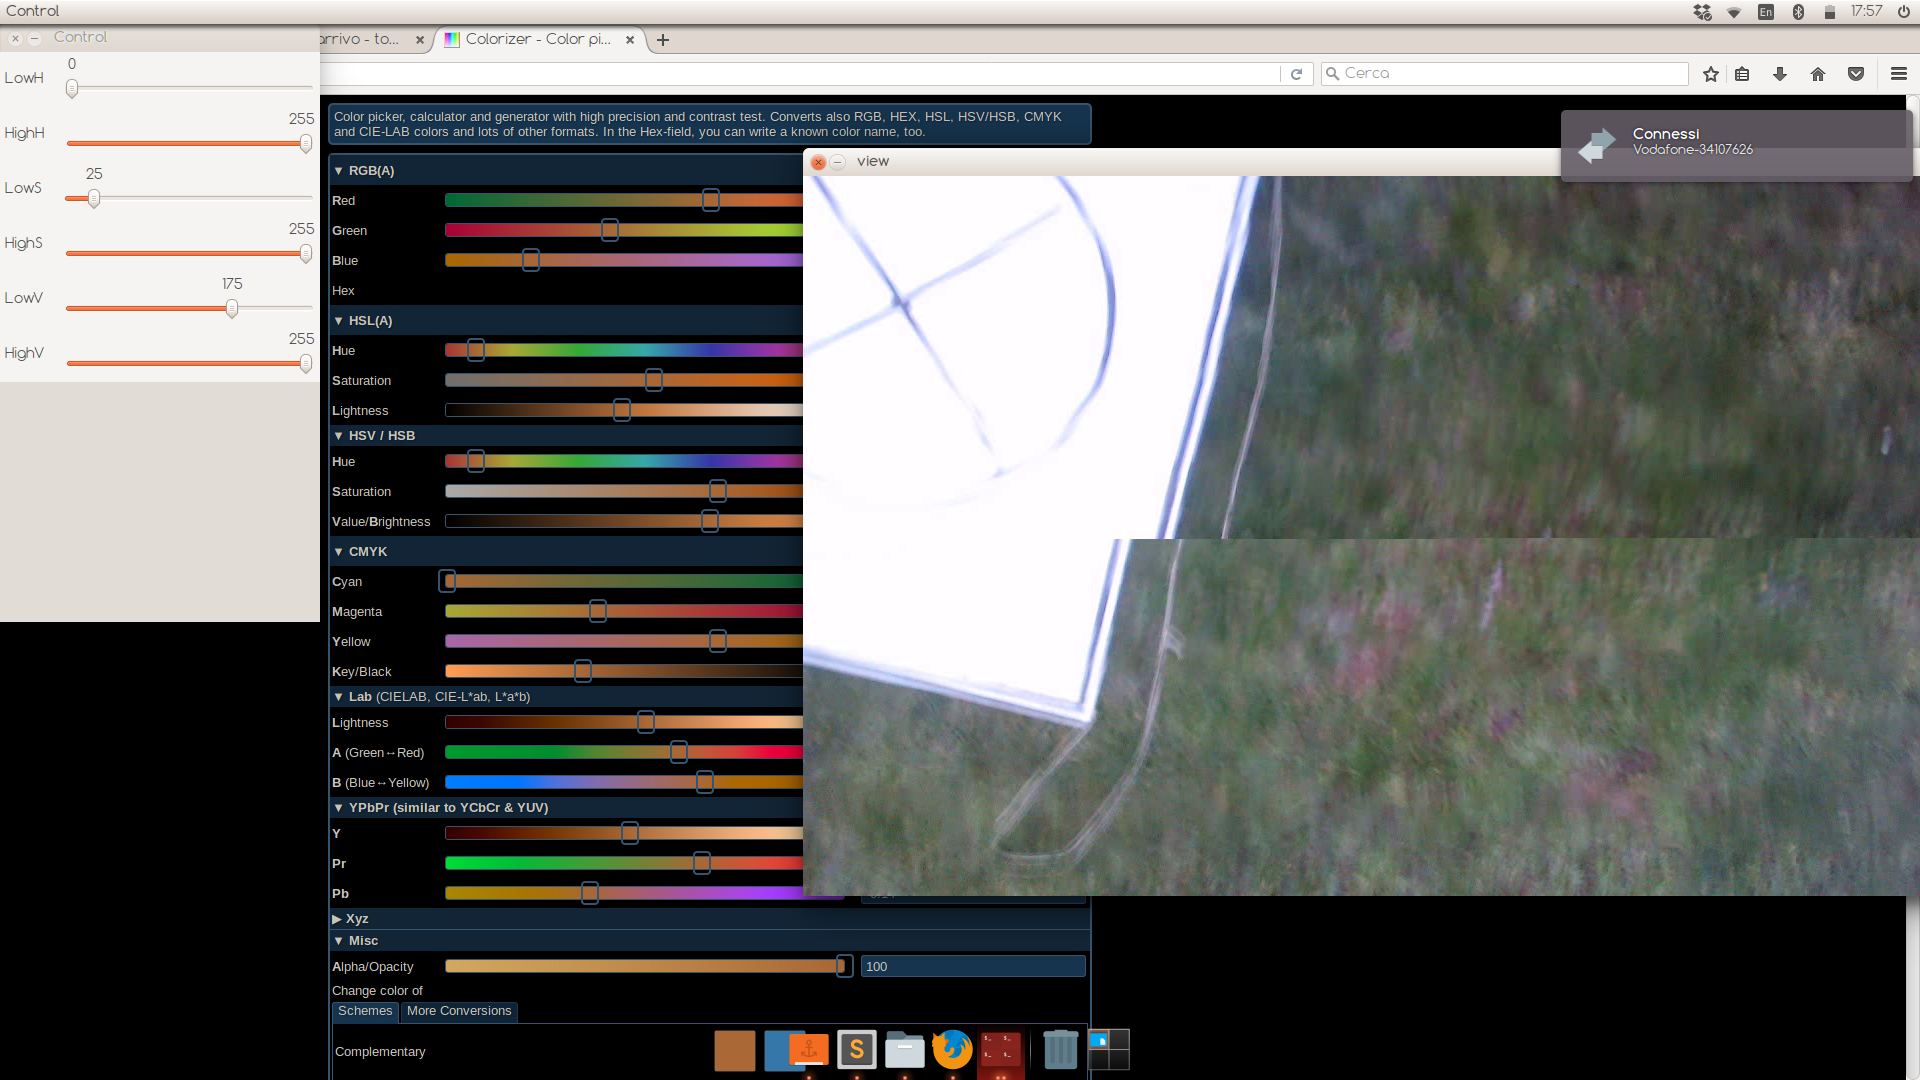 Control
En
17:57
Control
arrivo - to...
Colorizer - Color pi...
Cerca
LowH
0
HighH
255
LowS
25
HighS
255
LowV
175
HighV
255
Color picker, calculator and generator with high precision and contrast test. Converts also RGB, HEX, HSL, HSV/HSB, CMYK
and CIE-LAB colors and lots of other formats. In the Hex-field, you can write a known color name, too.
Connessi
Vodafone-34107626
view
▼ RGB(A)
Red
Green
Blue
Hex
▼ HSL(A)
Hue
Saturation
Lightness
▼ HSV / HSB
Hue
Saturation
Value/Brightness
▼ CMYK
Cyan
Magenta
Yellow
Key/Black
▼ Lab (CIELAB, CIE-L*ab, L*a*b)
Lightness
A (Green↔Red)
B (Blue↔Yellow)
▼ YPbPr (similar to YCbCr & YUV)
Y
Pr
Pb
▶ Xyz
▼ Misc
Alpha/Opacity
100
Change color of
Schemes
More Conversions
Complementary
S